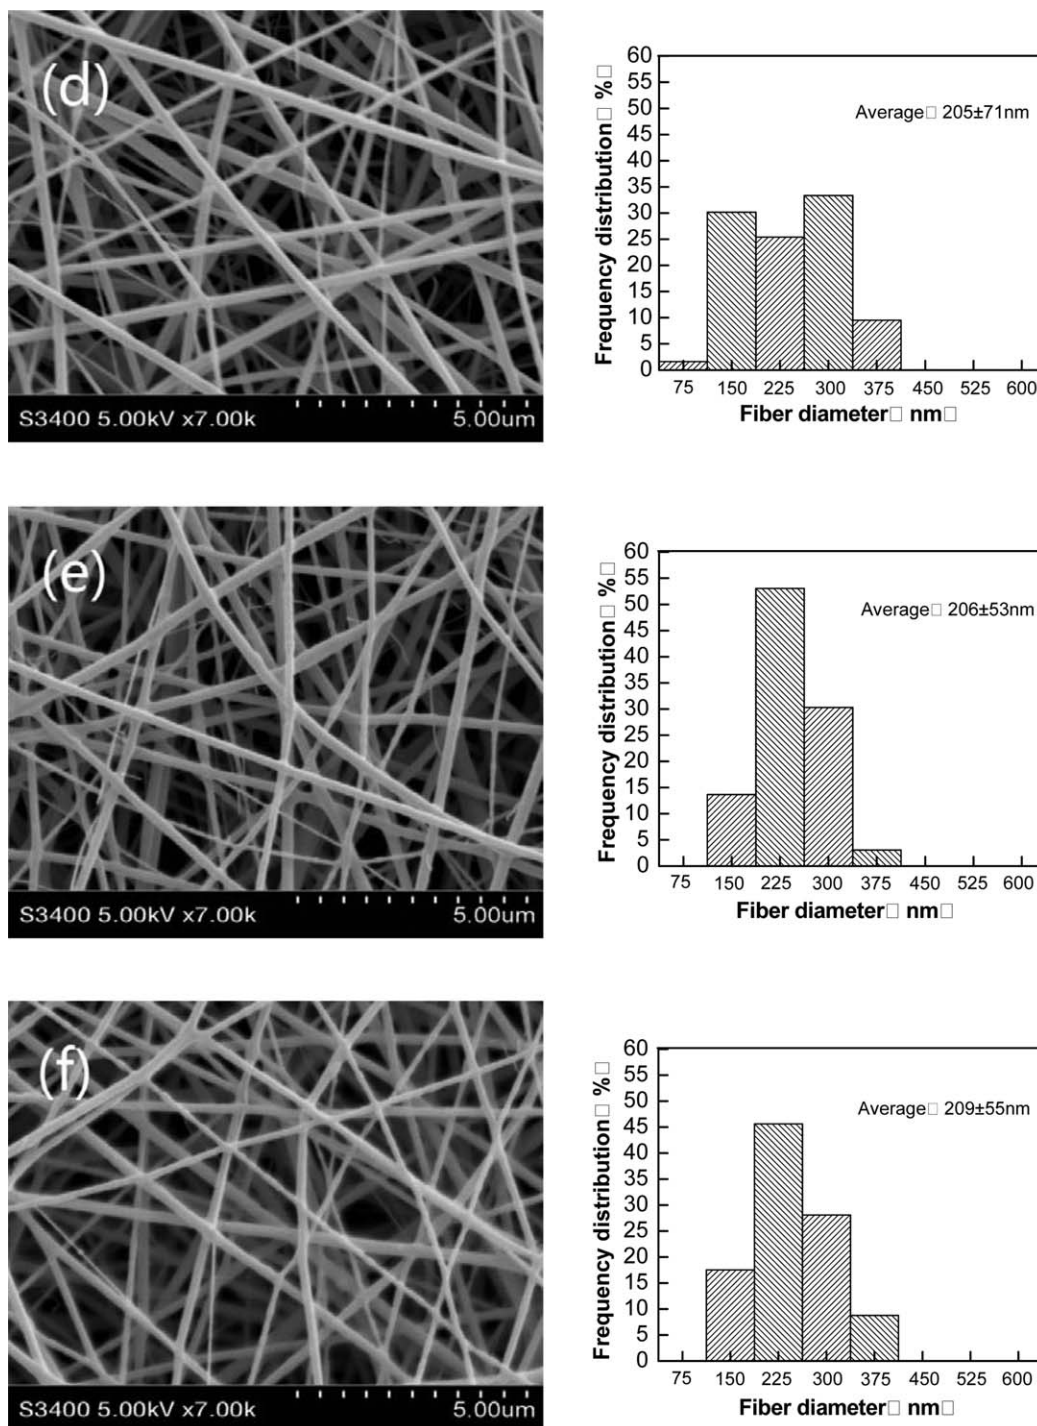 (d)
S3400 5.00kV x7.00k 5.00um
Frequency distribution□ %□
60
55
50
45
40
35
30
25
20
15
10
5
0
Average□ 205±71nm
75 150 225 300 375 450 525 600
Fiber diameter□ nm□
(e)
S3400 5.00kV x7.00k 5.00um
Frequency distribution□ %□
60
55
50
45
40
35
30
25
20
15
10
5
0
Average□ 206±53nm
75 150 225 300 375 450 525 600
Fiber diameter□ nm□
(f)
S3400 5.00kV x7.00k 5.00um
Frequency distribution□ %□
60
55
50
45
40
35
30
25
20
15
10
5
0
Average□ 209±55nm
75 150 225 300 375 450 525 600
Fiber diameter□ nm□